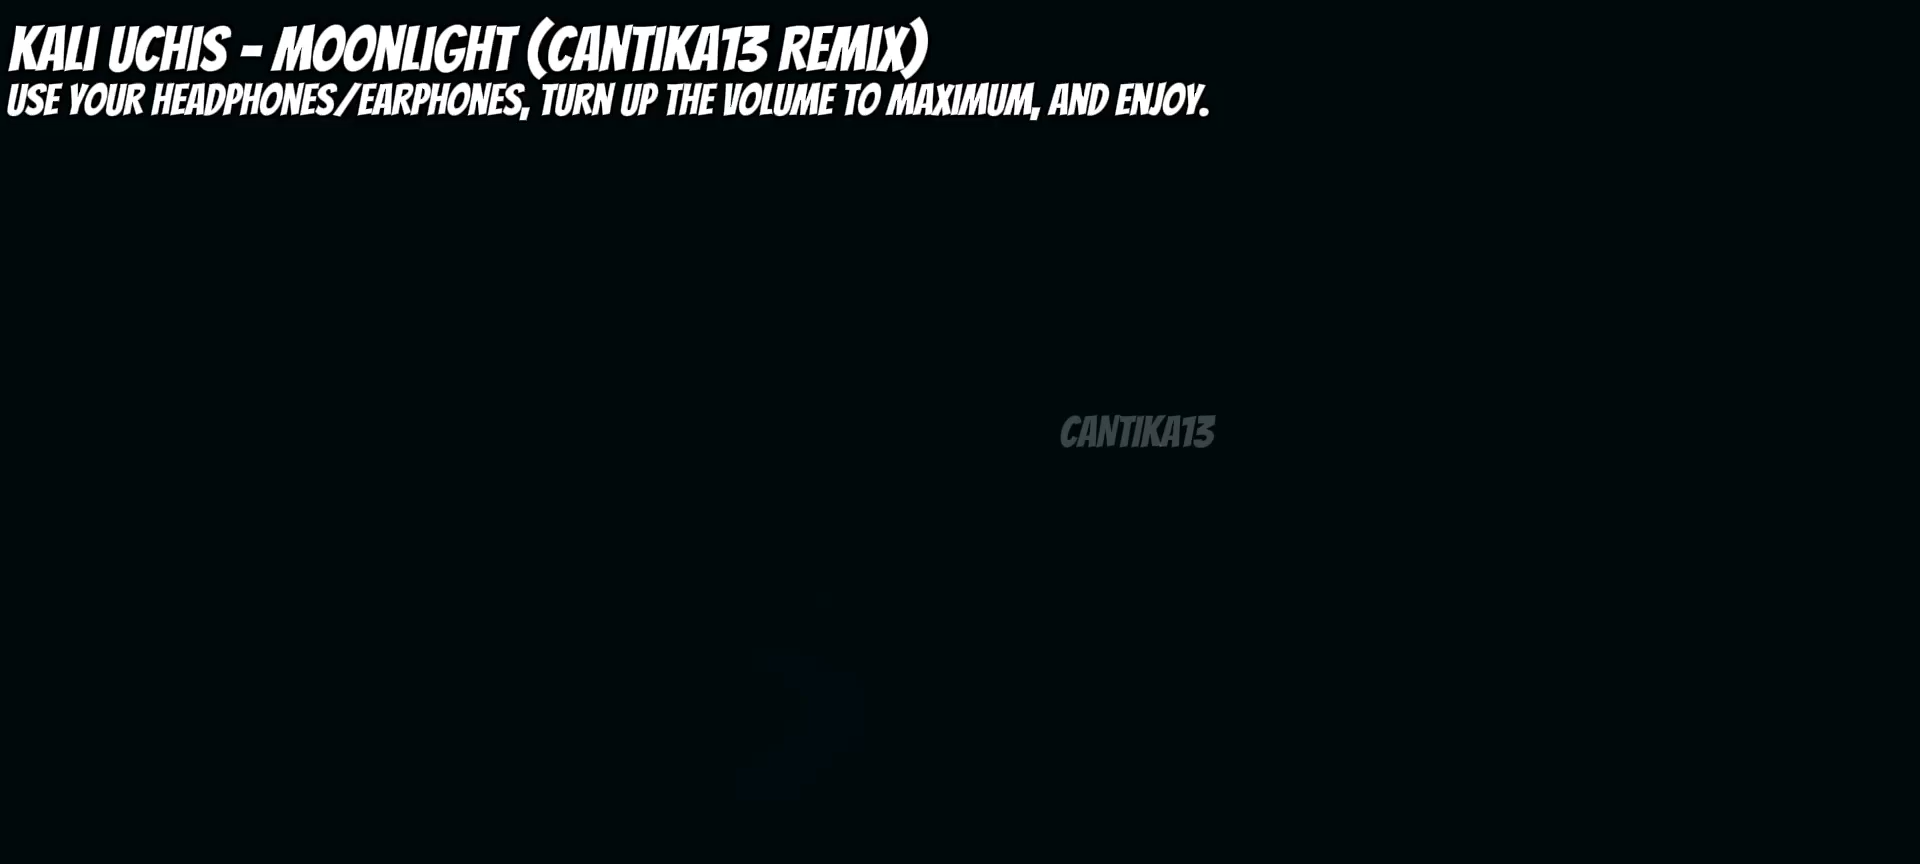 KALI UCHIS - MOONLIGHT (CANTIKA13 REMIX)
USE YOUR HEADPHONES/EARPHONES, TURN UP THE VOLUME TO MAXIMUM, AND ENJOY.
CANTIKA13